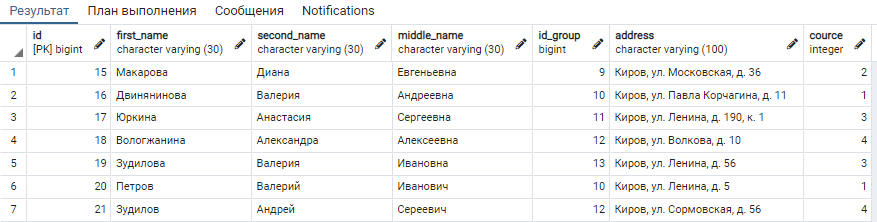 Результат План выполнения Сообщения Notifications
id first_name second_name middle_name id_group address cource
[PK] bigint character varying (30) character varying (30) character varying (30) bigint character varying (100) integer
1 15 Макарова Диана Евгеньевна 9 Киров, ул. Московская, д. 36 2
2 16 Двинянинова Валерия Андреевна 10 Киров, ул. Павла Корчагина, д. 11 1
3 17 Юркина Анастасия Сергеевна 11 Киров, ул. Ленина, д. 190, к. 1 3
4 18 Вологжанина Александра Алексеевна 12 Киров, ул. Волкова, д. 10 4
5 19 Зудилова Валерия Ивановна 13 Киров, ул. Ленина, д. 56 3
6 20 Петров Валерий Иванович 10 Киров, ул. Ленина, д. 5 1
7 21 Зудилов Андрей Сереевич 12 Киров, ул. Сормовская, д. 56 4